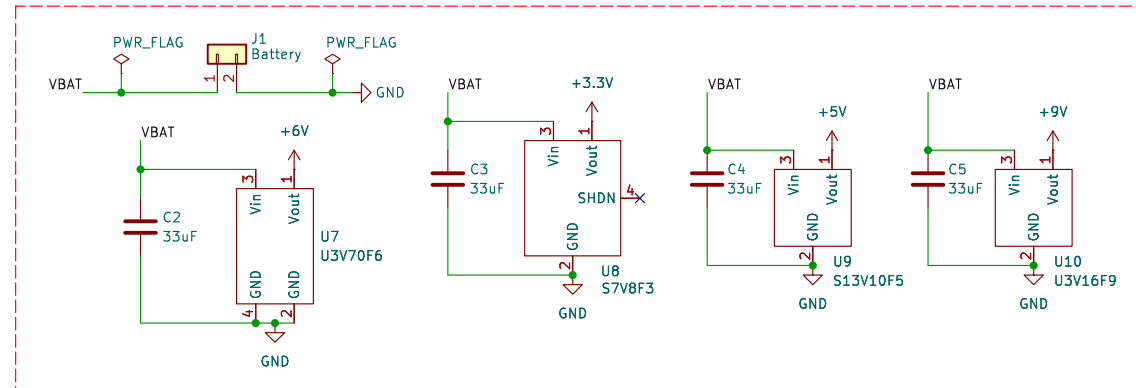 PWR_FLAG
J1
Battery
PWR_FLAG
1
2
VBAT
GND
VBAT
+6V
3
1
Vin
Vout
C2
33uF
U7
U3V70F6
GND
GND
4
2
GND
VBAT
+3.3V
3
1
Vin
Vout
C3
33uF
SHDN
4
GND
2
U8
S7V8F3
GND
VBAT
+5V
3
1
Vin
Vout
C4
33uF
GND
2
U9
S13V10F5
GND
VBAT
+9V
3
1
Vin
Vout
C5
33uF
GND
2
U10
U3V16F9
GND